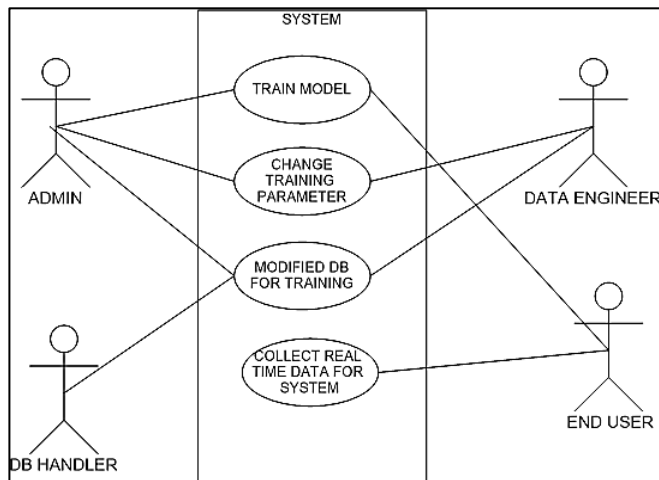 SYSTEM
TRAIN MODEL
ADMIN
CHANGE
TRAINING
PARAMETER
DATA ENGINEER
MODIFIED DB
FOR TRAINING
COLLECT REAL
TIME DATA FOR
SYSTEM
DB HANDLER
END USER